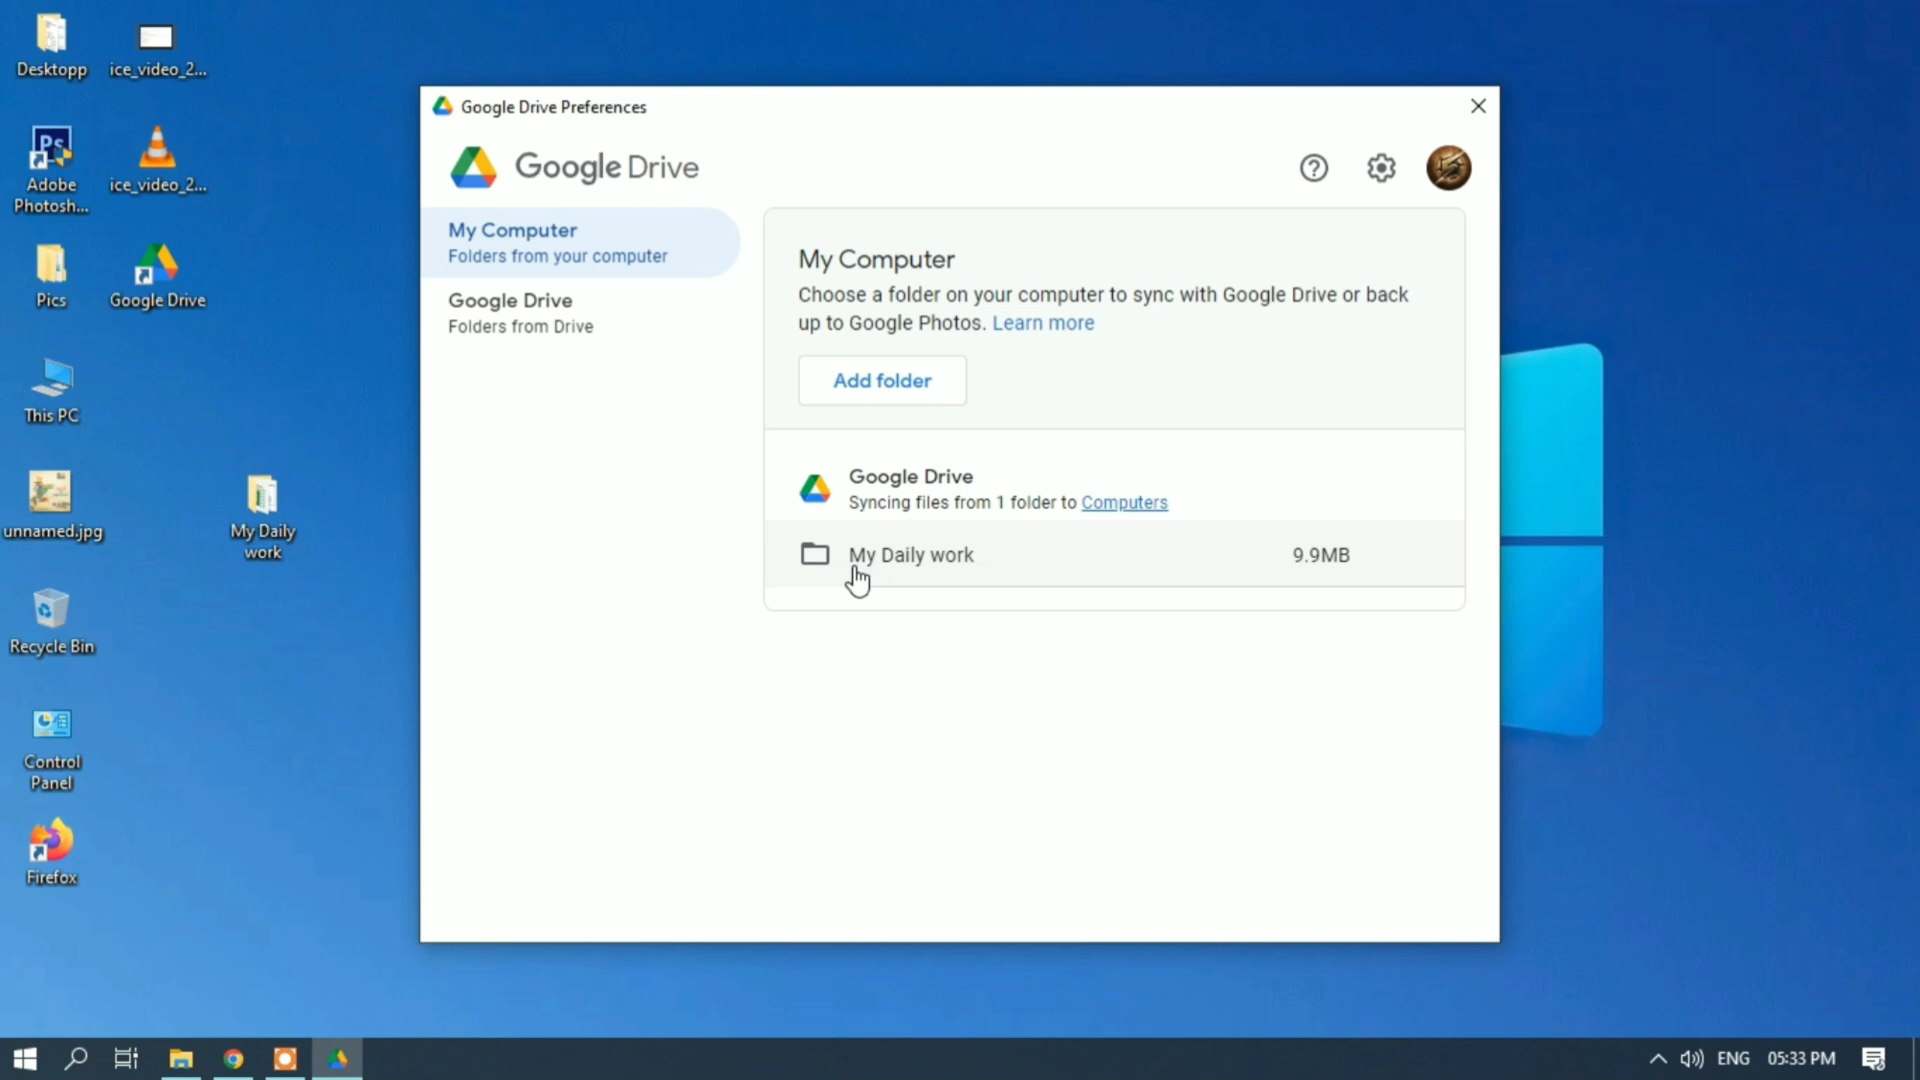 Desktopp
ice_video_2...
Adobe
Photosh...
ice_video_2...
Pics
Google Drive
This PC
unnamed.jpg
My Daily
work
Recycle Bin
Control
Panel
Firefox
Google Drive Preferences
Google Drive
My Computer
Folders from your computer
Google Drive
Folders from Drive
My Computer
Choose a folder on your computer to sync with Google Drive or back
up to Google Photos. Learn more
Add folder
Google Drive
Syncing files from 1 folder to Computers
My Daily work
9.9MB
ENG
05:33 PM